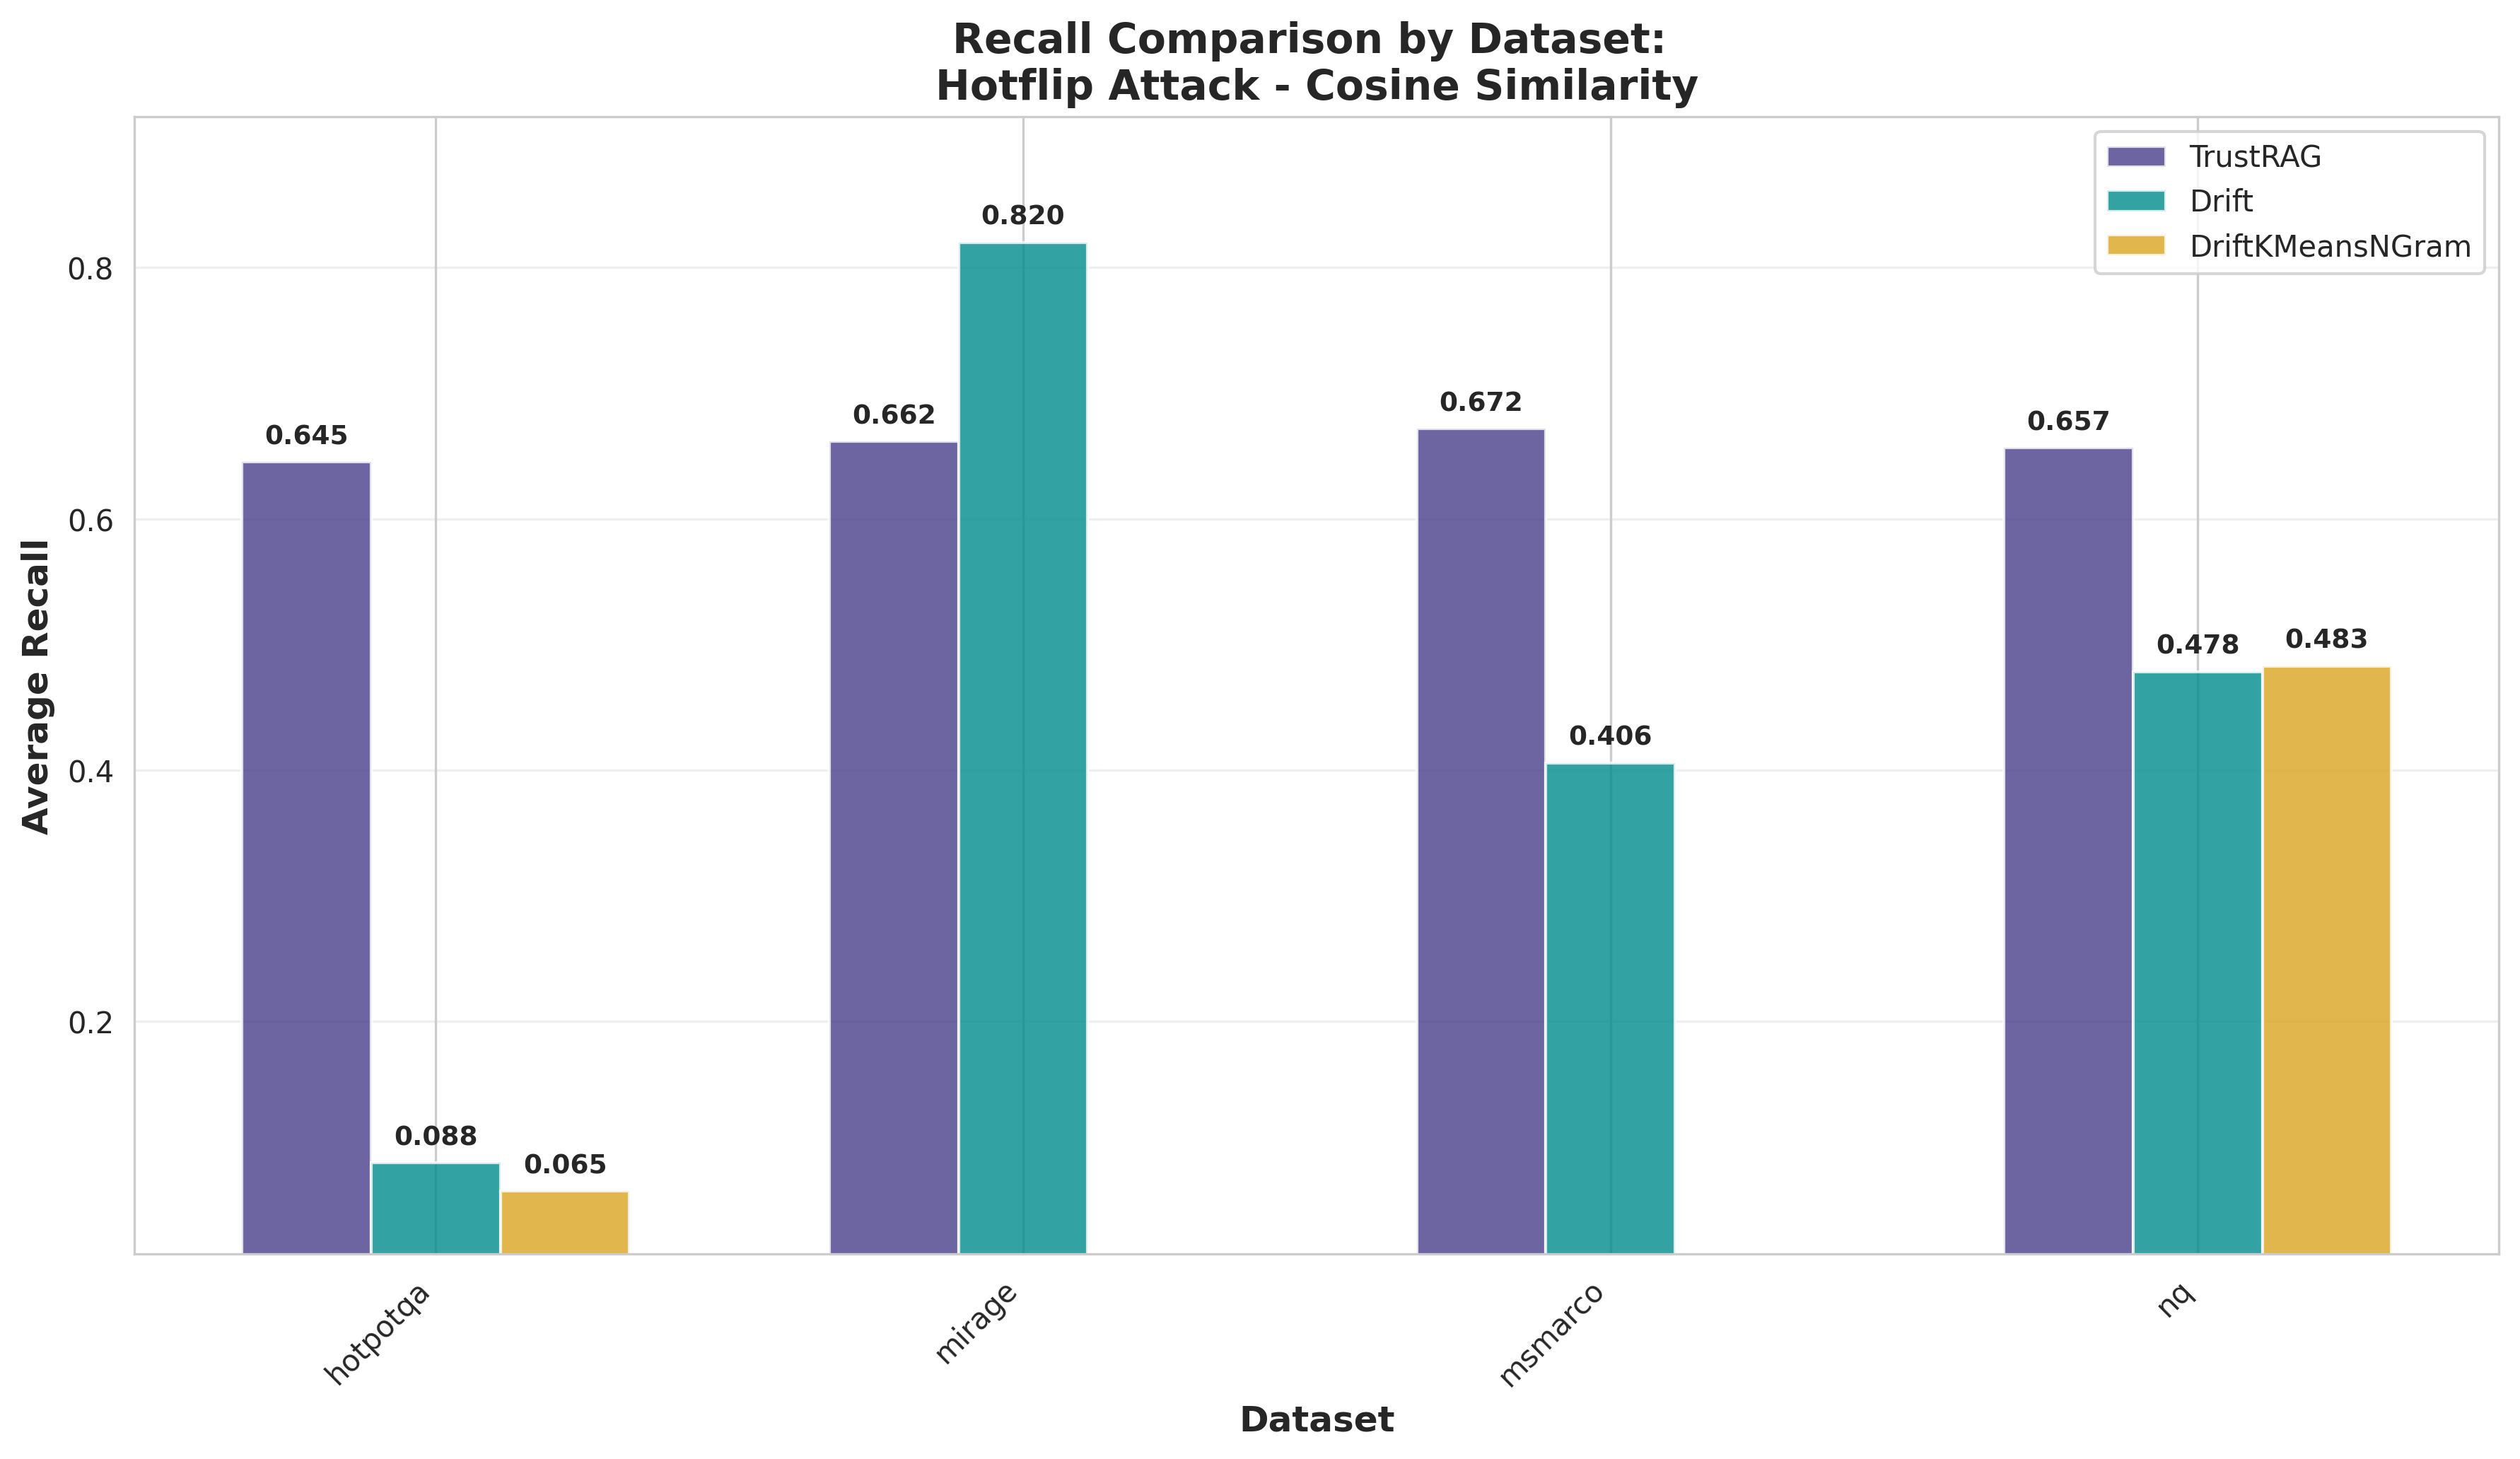 Recall Comparison by Dataset:
Hotflip Attack - Cosine Similarity
TrustRAG
Drift
DriftKMeansNGram
Average Recall
0.8
0.6
0.4
0.2
0.645
0.088
0.065
0.662
0.820
0.672
0.406
0.657
0.478
0.483
hotpotqa
mirage
msmarco
nq
Dataset